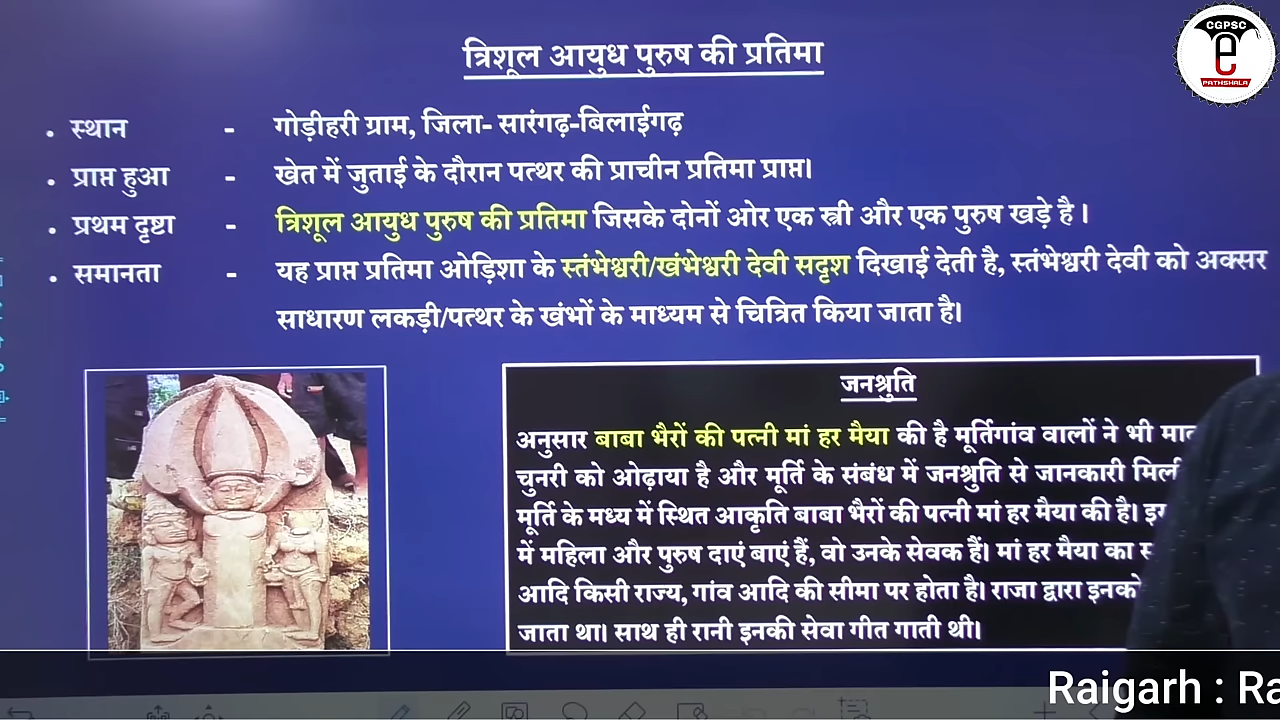 CGPSC
e
PATHSHALA
त्रिशूल आयुध पुरुष की प्रतिमा
• स्थान - गोड़ीहरी ग्राम, जिला- सारंगढ़-बिलाईगढ़
• प्राप्त हुआ - खेत में जुताई के दौरान पत्थर की प्राचीन प्रतिमा प्राप्त।
• प्रथम दृष्टा - त्रिशूल आयुध पुरुष की प्रतिमा जिसके दोनों ओर एक स्त्री और एक पुरुष खड़े है ।
• समानता - यह प्राप्त प्रतिमा ओड़िशा के स्तंभेश्वरी/खंभेश्वरी देवी सदृश दिखाई देती है, स्तंभेश्वरी देवी को अक्सर
साधारण लकड़ी/पत्थर के खंभों के माध्यम से चित्रित किया जाता है।
जनश्रुति
अनुसार बाबा भैरों की पत्नी मां हर मैया की है मूर्तिगांव वालों ने भी
चुनरी को ओढ़ाया है और मूर्ति के संबंध में जनश्रुति से जानकारी
मूर्ति के मध्य में स्थित आकृति बाबा भैरों की पत्नी मां हर मैया की है।
में महिला और पुरुष दाएं बाएं हैं, वो उनके सेवक हैं। मां हर मैया का
आदि किसी राज्य, गांव आदि की सीमा पर होता है। राजा द्वारा इनको
जाता था। साथ ही रानी इनकी सेवा गीत गाती थी।
Raigarh : Ra